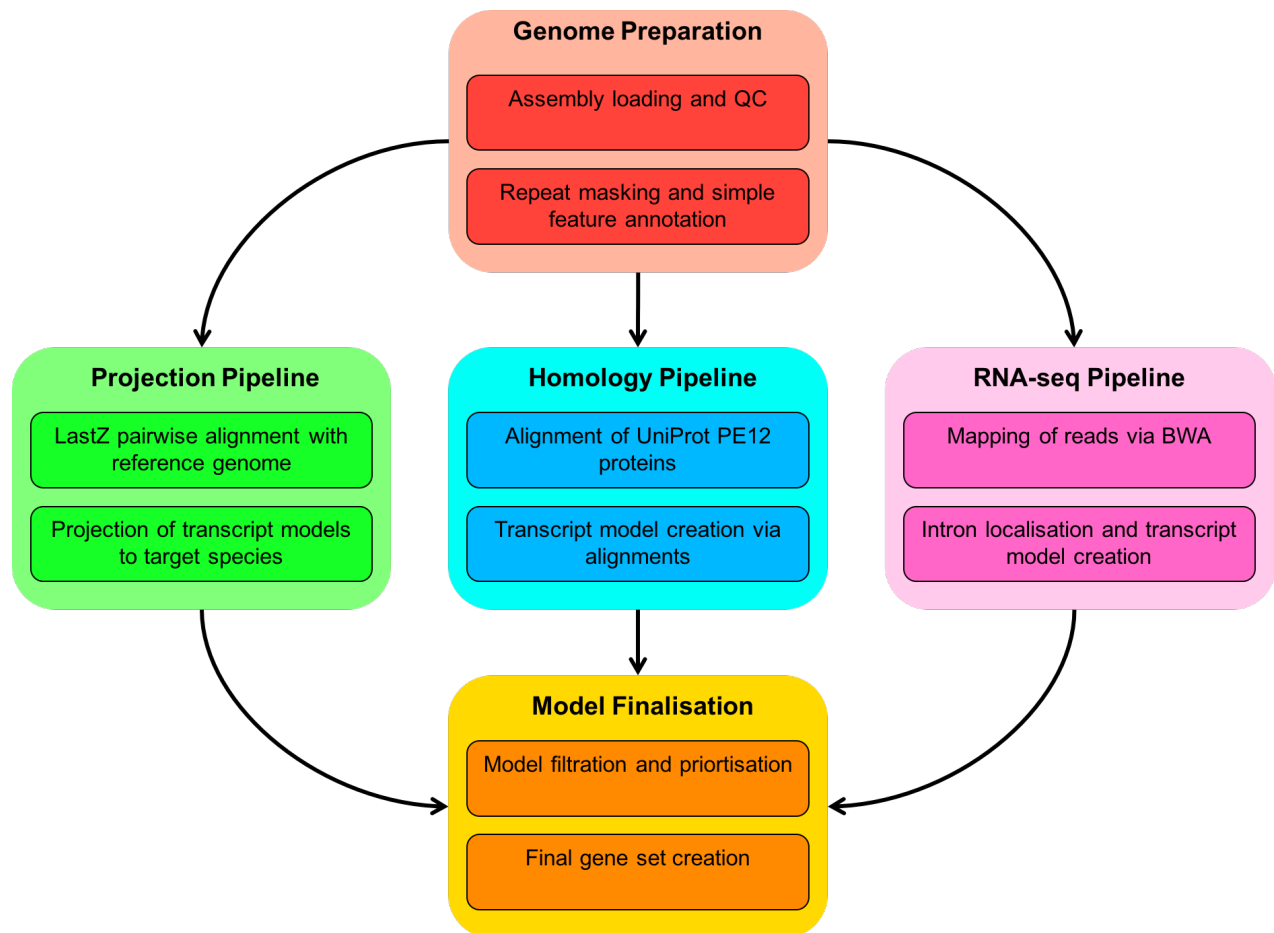 Genome Preparation
Assembly loading and QC
Repeat masking and simple
feature annotation
Projection Pipeline
LastZ pairwise alignment with
reference genome
Projection of transcript models
to target species
Homology Pipeline
Alignment of UniProt PE12
proteins
Transcript model creation via
alignments
RNA-seq Pipeline
Mapping of reads via BWA
Intron localisation and transcript
model creation
Model Finalisation
Model filtration and priortisation
Final gene set creation